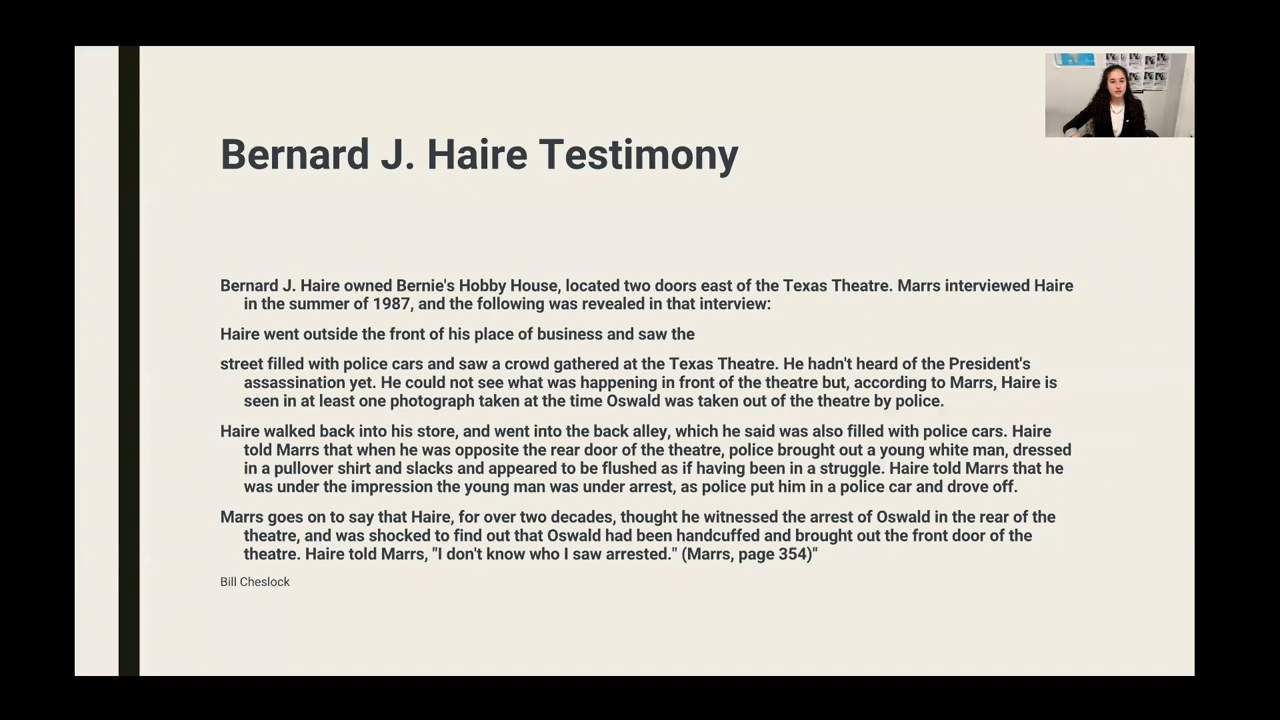 Bernard J. Haire Testimony
Bernard J. Haire owned Bernie's Hobby House, located two doors east of the Texas Theatre. Marrs interviewed Haire
in the summer of 1987, and the following was revealed in that interview:
Haire went outside the front of his place of business and saw the
street filled with police cars and saw a crowd gathered at the Texas Theatre. He hadn't heard of the President's
assassination yet. He could not see what was happening in front of the theatre but, according to Marrs, Haire is
seen in at least one photograph taken at the time Oswald was taken out of the theatre by police.
Haire walked back into his store, and went into the back alley, which he said was also filled with police cars. Haire
told Marrs that when he was opposite the rear door of the theatre, police brought out a young white man, dressed
in a pullover shirt and slacks and appeared to be flushed as if having been in a struggle. Haire told Marrs that he
was under the impression the young man was under arrest, as police put him in a police car and drove off.
Marrs goes on to say that Haire, for over two decades, thought he witnessed the arrest of Oswald in the rear of the
theatre, and was shocked to find out that Oswald had been handcuffed and brought out the front door of the
theatre. Haire told Marrs, "I don't know who I saw arrested." (Marrs, page 354)"
Bill Cheslock